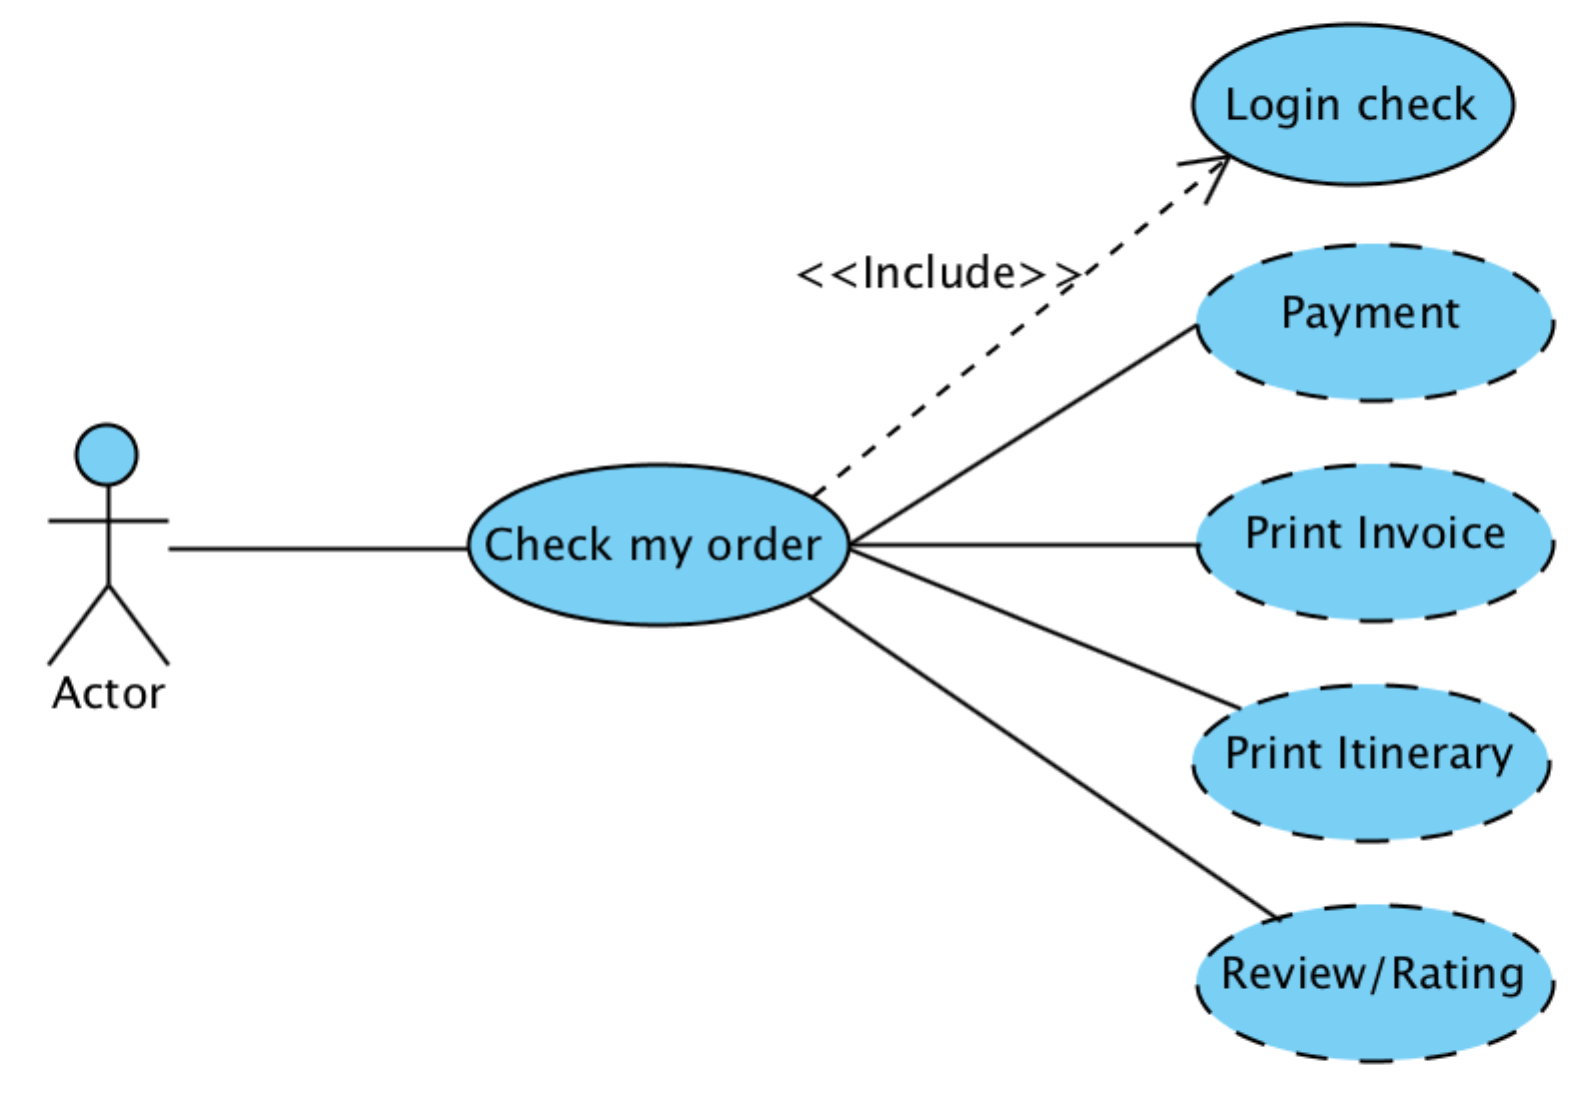 Login check
<<Include>>
Payment
Print Invoice
Check my order
Actor
Print Itinerary
Review/Rating